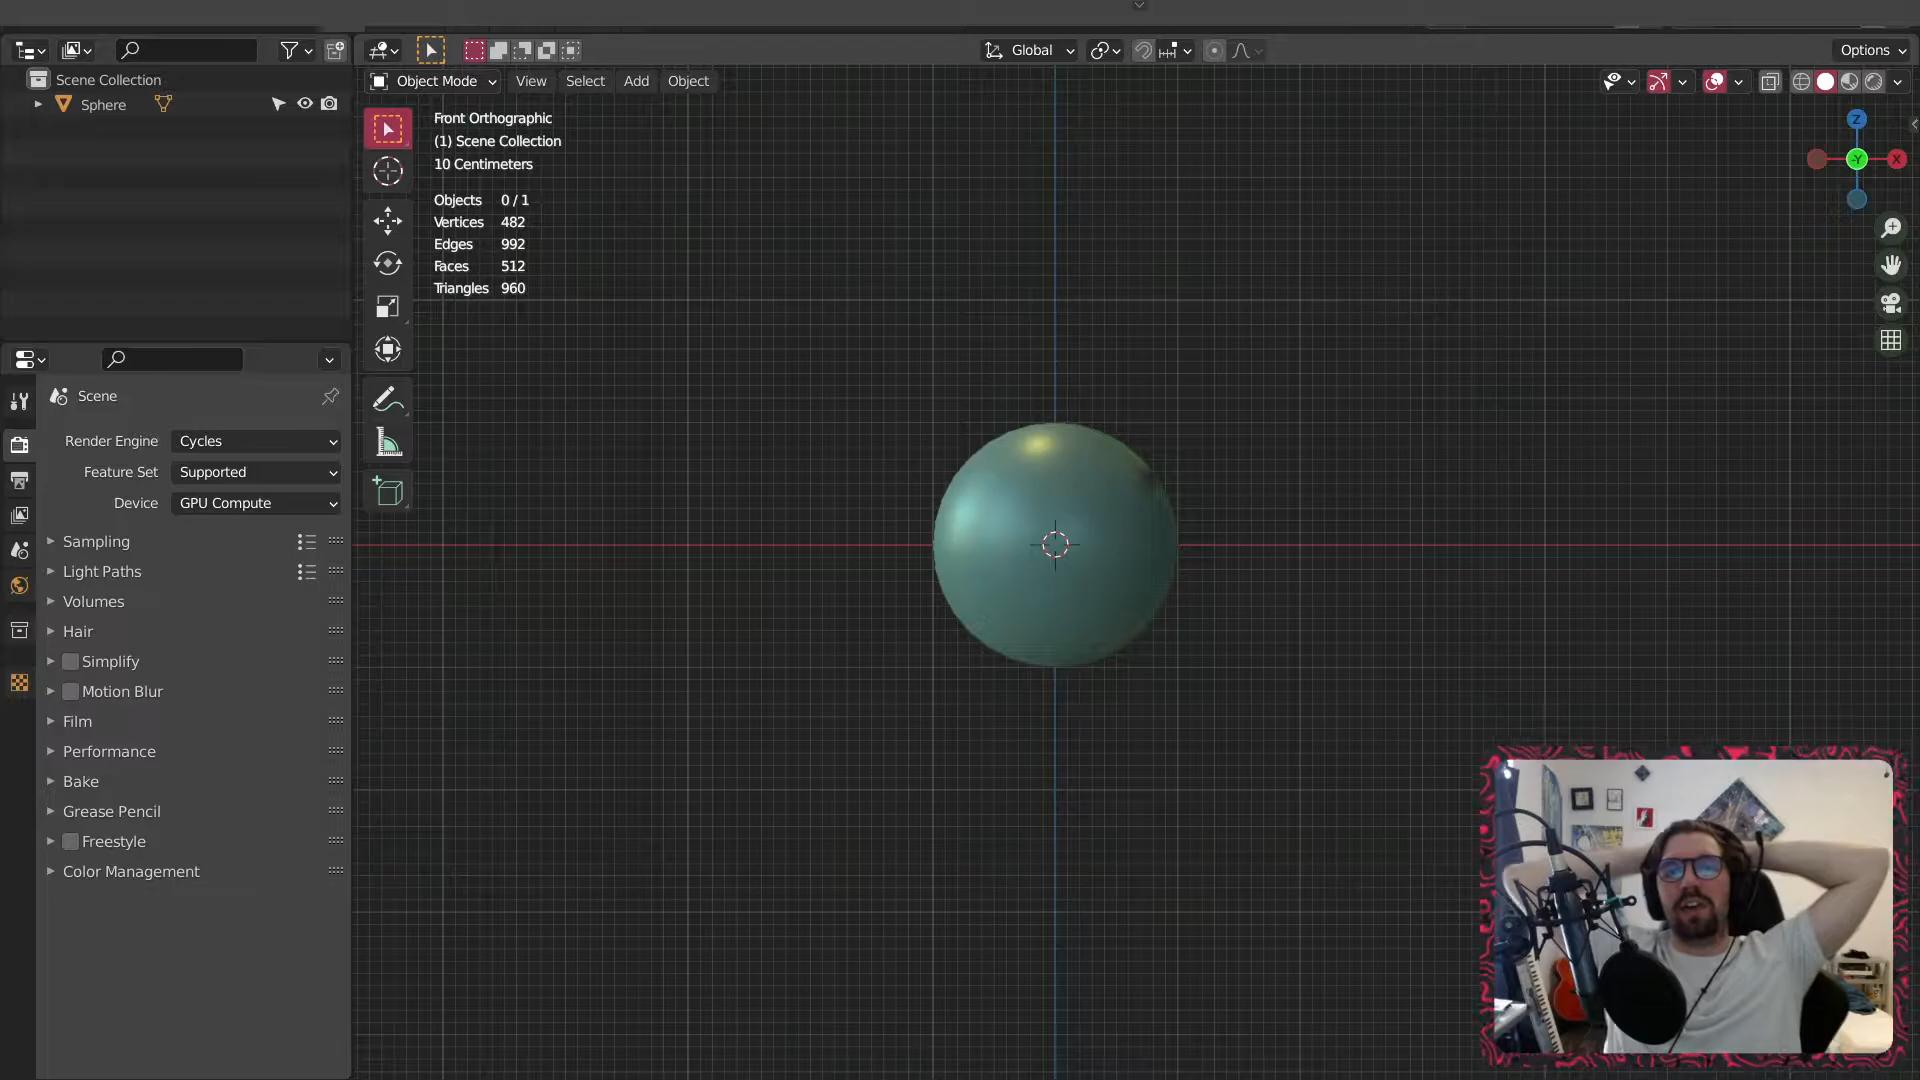 Global
Options
Scene Collection
Object Mode
View
Select
Add
Object
Sphere
Front Orthographic
(1) Scene Collection
10 Centimeters
Z
-Y
X
Objects 0 / 1
Vertices 482
Edges 992
Faces 512
Triangles 960
Scene
Render Engine Cycles
Feature Set Supported
Device GPU Compute
Sampling
Light Paths
Volumes
Hair
Simplify
Motion Blur
Film
Performance
Bake
Grease Pencil
Freestyle
Color Management